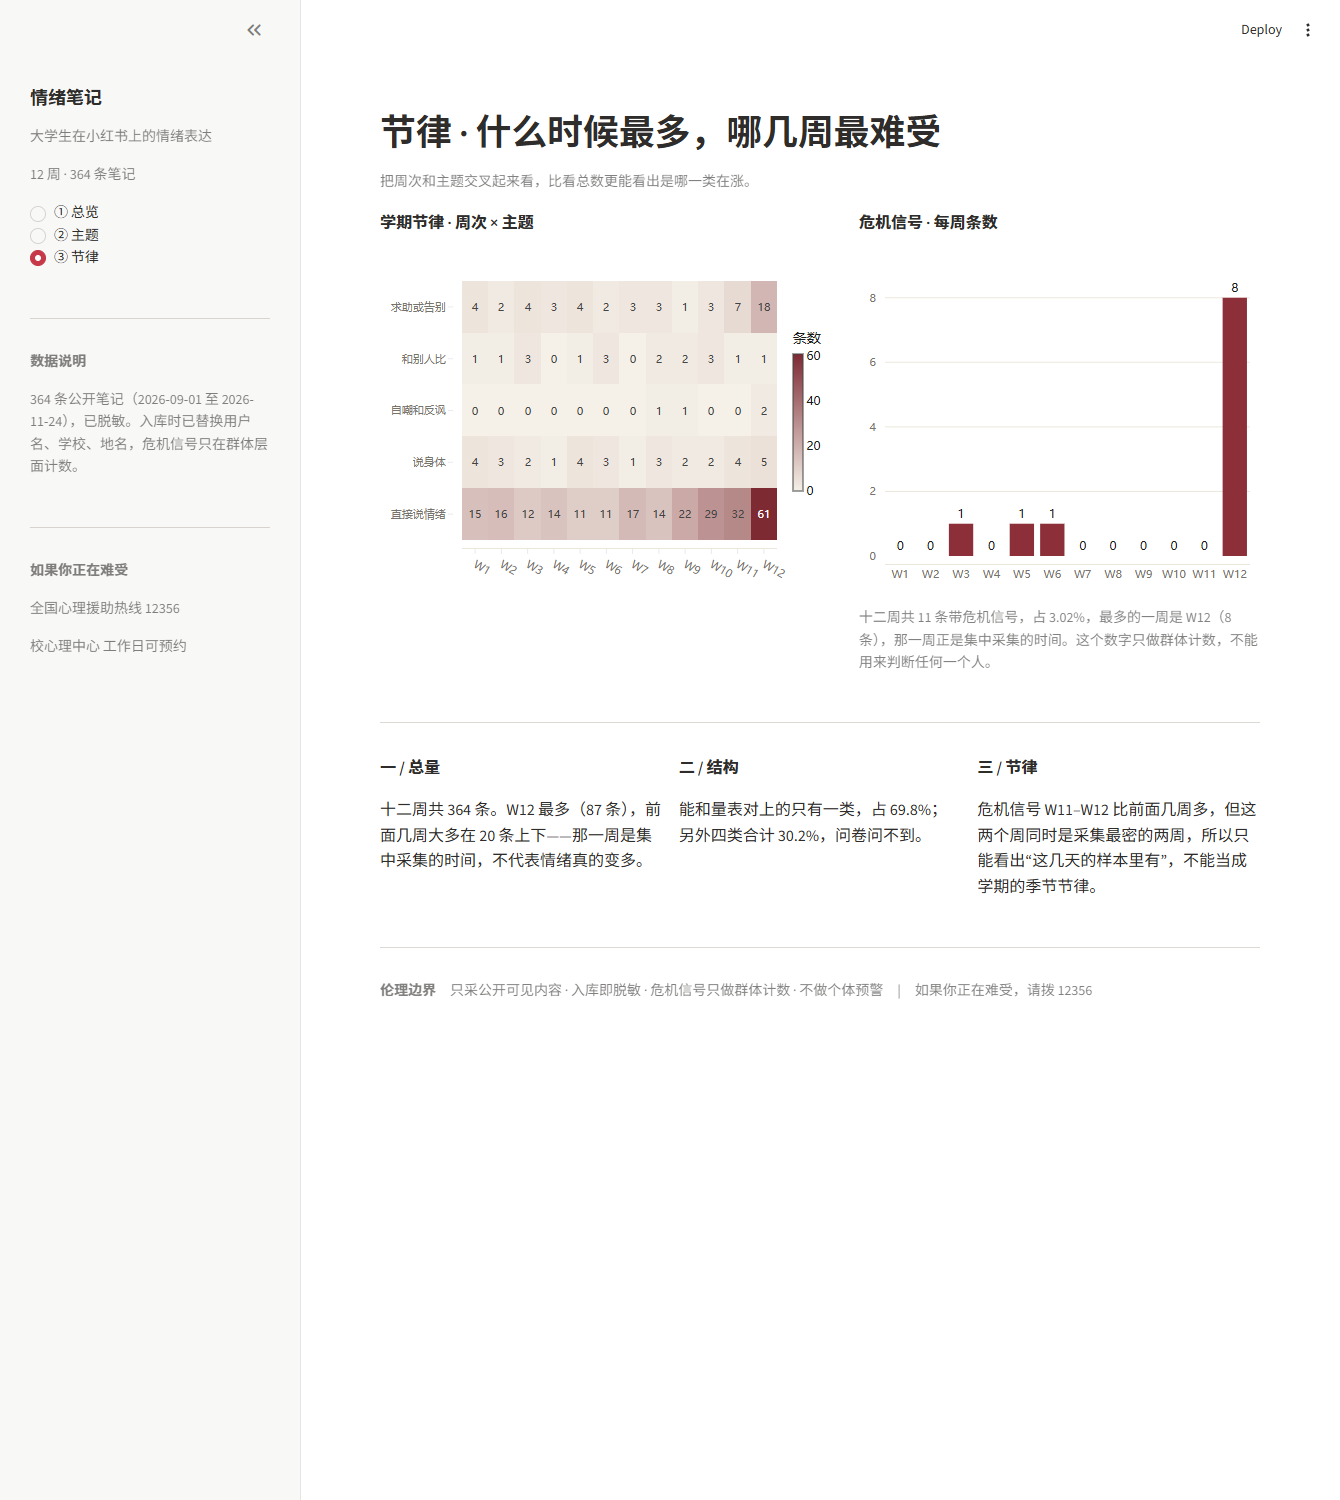 Deploy
情绪笔记
大学生在小红书上的情绪表达
12 周 · 364 条笔记
① 总览
② 主题
③ 节律
数据说明
364 条公开笔记（2026-09-01 至 2026-
11-24），已脱敏。入库时已替换用户
名、学校、地名，危机信号只在群体层
面计数。
如果你正在难受
全国心理援助热线 12356
校心理中心 工作日可预约
节律 · 什么时候最多，哪几周最难受
把周次和主题交叉起来看，比看总数更能看出是哪一类在涨。
学期节律 · 周次 × 主题
求助或告别 4 2 4 3 4 2 3 3 1 3 7 18
和别人比 1 1 3 0 1 3 0 2 2 3 1 1
自嘲和反讽 0 0 0 0 0 0 0 1 1 0 0 2
说身体 4 3 2 1 4 3 1 3 2 2 4 5
直接说情绪 15 16 12 14 11 11 17 14 22 29 32 61
W1 W2 W3 W4 W5 W6 W7 W8 W9 W10 W11 W12
条数
60
40
20
0
危机信号 · 每周条数
8
6
4
2
0
0 0 1 0 1 1 0 0 0 0 0 8
W1 W2 W3 W4 W5 W6 W7 W8 W9 W10 W11 W12
十二周共 11 条带危机信号，占 3.02%，最多的一周是 W12（8
条），那一周正是集中采集的时间。这个数字只做群体计数，不能
用来判断任何一个人。
一 / 总量
十二周共 364 条。W12 最多（87 条），前
面几周大多在 20 条上下——那一周是集
中采集的时间，不代表情绪真的变多。
二 / 结构
能和量表对上的只有一类，占 69.8%；
另外四类合计 30.2%，问卷问不到。
三 / 节律
危机信号 W11–W12 比前面几周多，但这
两个周同时是采集最密的两周，所以只
能看出“这几天的样本里有”，不能当成
学期的季节节律。
伦理边界 只采公开可见内容 · 入库即脱敏 · 危机信号只做群体计数 · 不做个体预警 | 如果你正在难受，请拨 12356